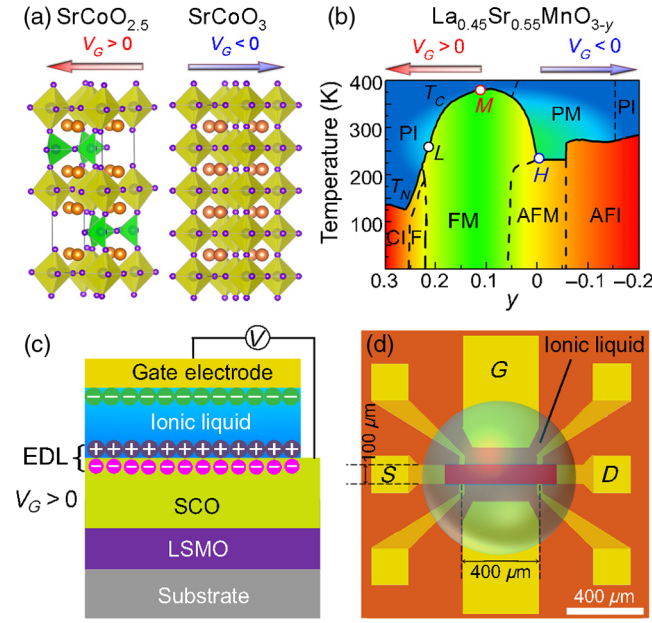 (a) SrCoO2.5 SrCoO3
VG > 0 VG < 0
(b) La0.45Sr0.55MnO3-y
VG > 0 VG < 0
Temperature (K)
400
300
200
100
TC
M
PM
PI
PI
L
H
TN
CI
FI
FM
AFM
AFI
0.3 0.2 0.1 0 −0.1 −0.2
y
(c)
V
Gate electrode
− − − − − − − − − − − −
Ionic liquid
EDL
+ + + + + + + + + + + +
− − − − − − − − − − − −
VG > 0
SCO
LSMO
Substrate
(d)
Ionic liquid
G
100 μm
S
D
400 μm
400 μm